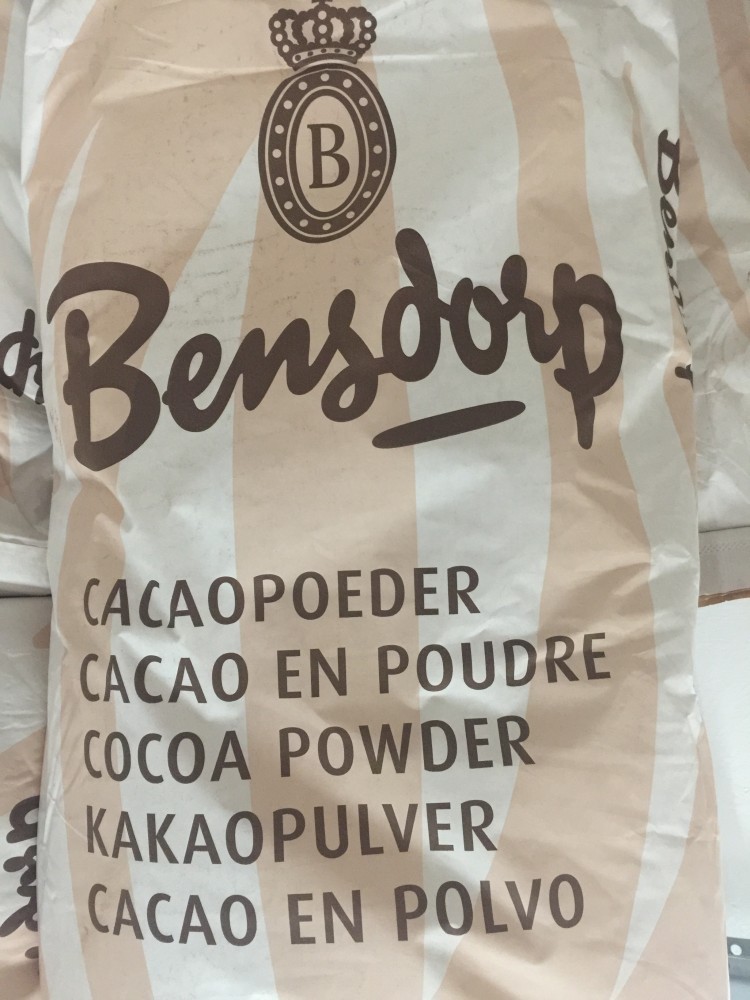 B
Bensdorp
CACAOPOEDER
CACAO EN POUDRE
COCOA POWDER
KAKAOPULVER
CACAO EN POLVO